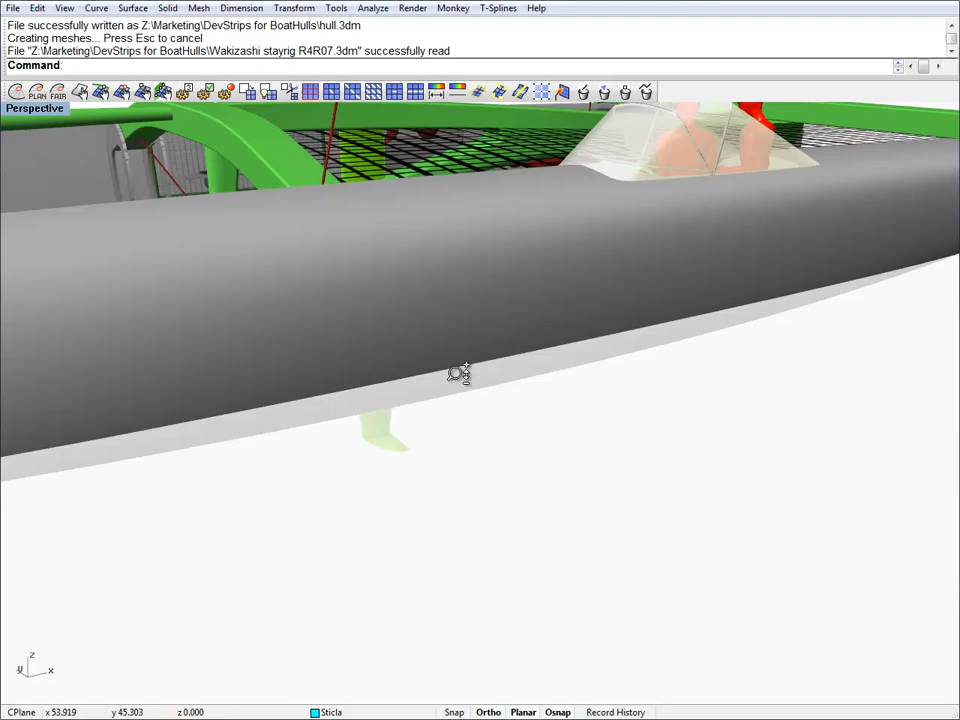 File Edit View Curve Surface Solid Mesh Dimension Transform Tools Analyze Render Monkey T-Splines Help
File successfully written as Z:\Marketing\DevStrips for BoatHulls\hull.3dm
Creating meshes... Press Esc to cancel
File "Z:\Marketing\DevStrips for BoatHulls\Wakizashi stayrig R4R07.3dm" successfully read
Command:
PLAN FAIR
Perspective
z
y x
CPlane x 53.919 y 45.303 z 0.000 Sticla Snap Ortho Planar Osnap Record History